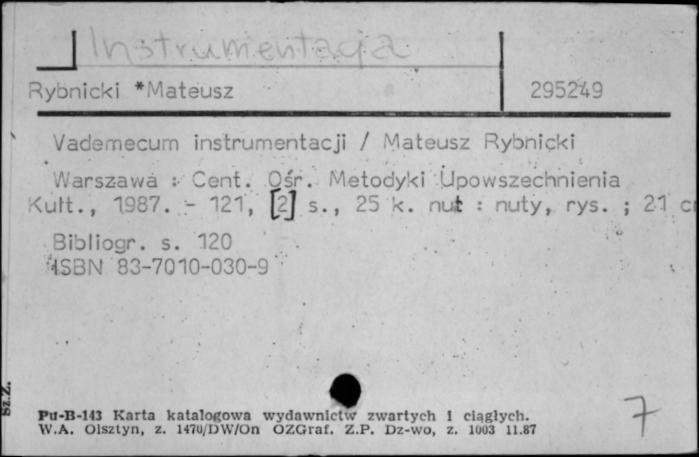 Instrumentacja
Rybnicki *Mateusz 295249
Vademecum instrumentacji / Mateusz Rybnicki
Warszawa : Cent. Ośr. Metodyki Upowszechnienia
Kult., 1987. - 121, [2] s., 25 k. nut : nuty, rys. ; 21 c
Bibliogr. s. 120
ISBN 83-7010-030-9
Sz.Z.
Pu-B-143 Karta katalogowa wydawnictw zwartych i ciągłych.
W.A. Olsztyn, z. 1470/DW/On OZGraf. Z.P. Dz-wo, z. 1003 11.87
7